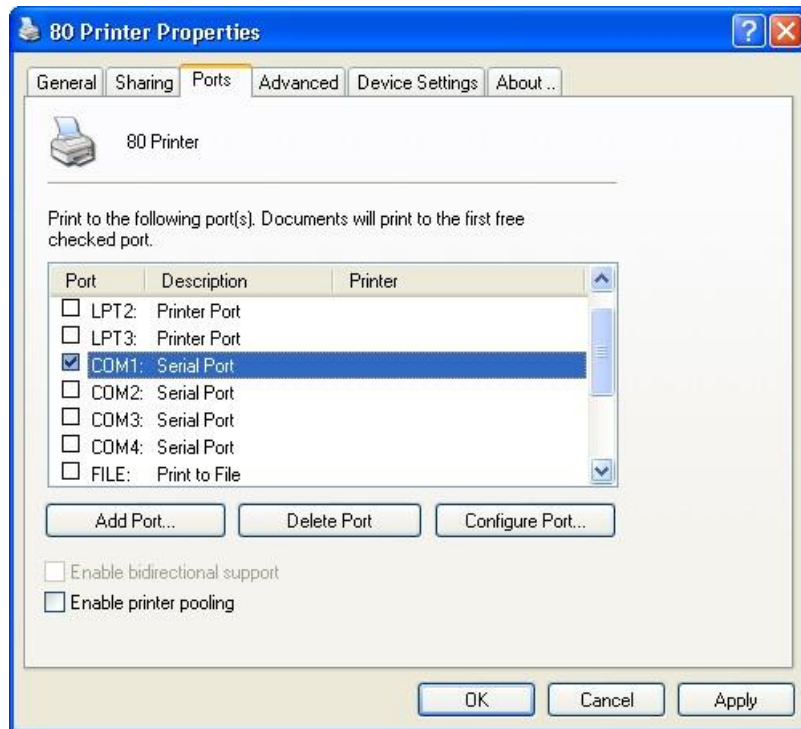 80 Printer Properties
General Sharing Ports Advanced Device Settings About ..
80 Printer
Print to the following port(s). Documents will print to the first free
checked port.
Port Description Printer
LPT2: Printer Port
LPT3: Printer Port
COM1: Serial Port
COM2: Serial Port
COM3: Serial Port
COM4: Serial Port
FILE: Print to File
Add Port... Delete Port Configure Port...
Enable bidirectional support
Enable printer pooling
OK Cancel Apply